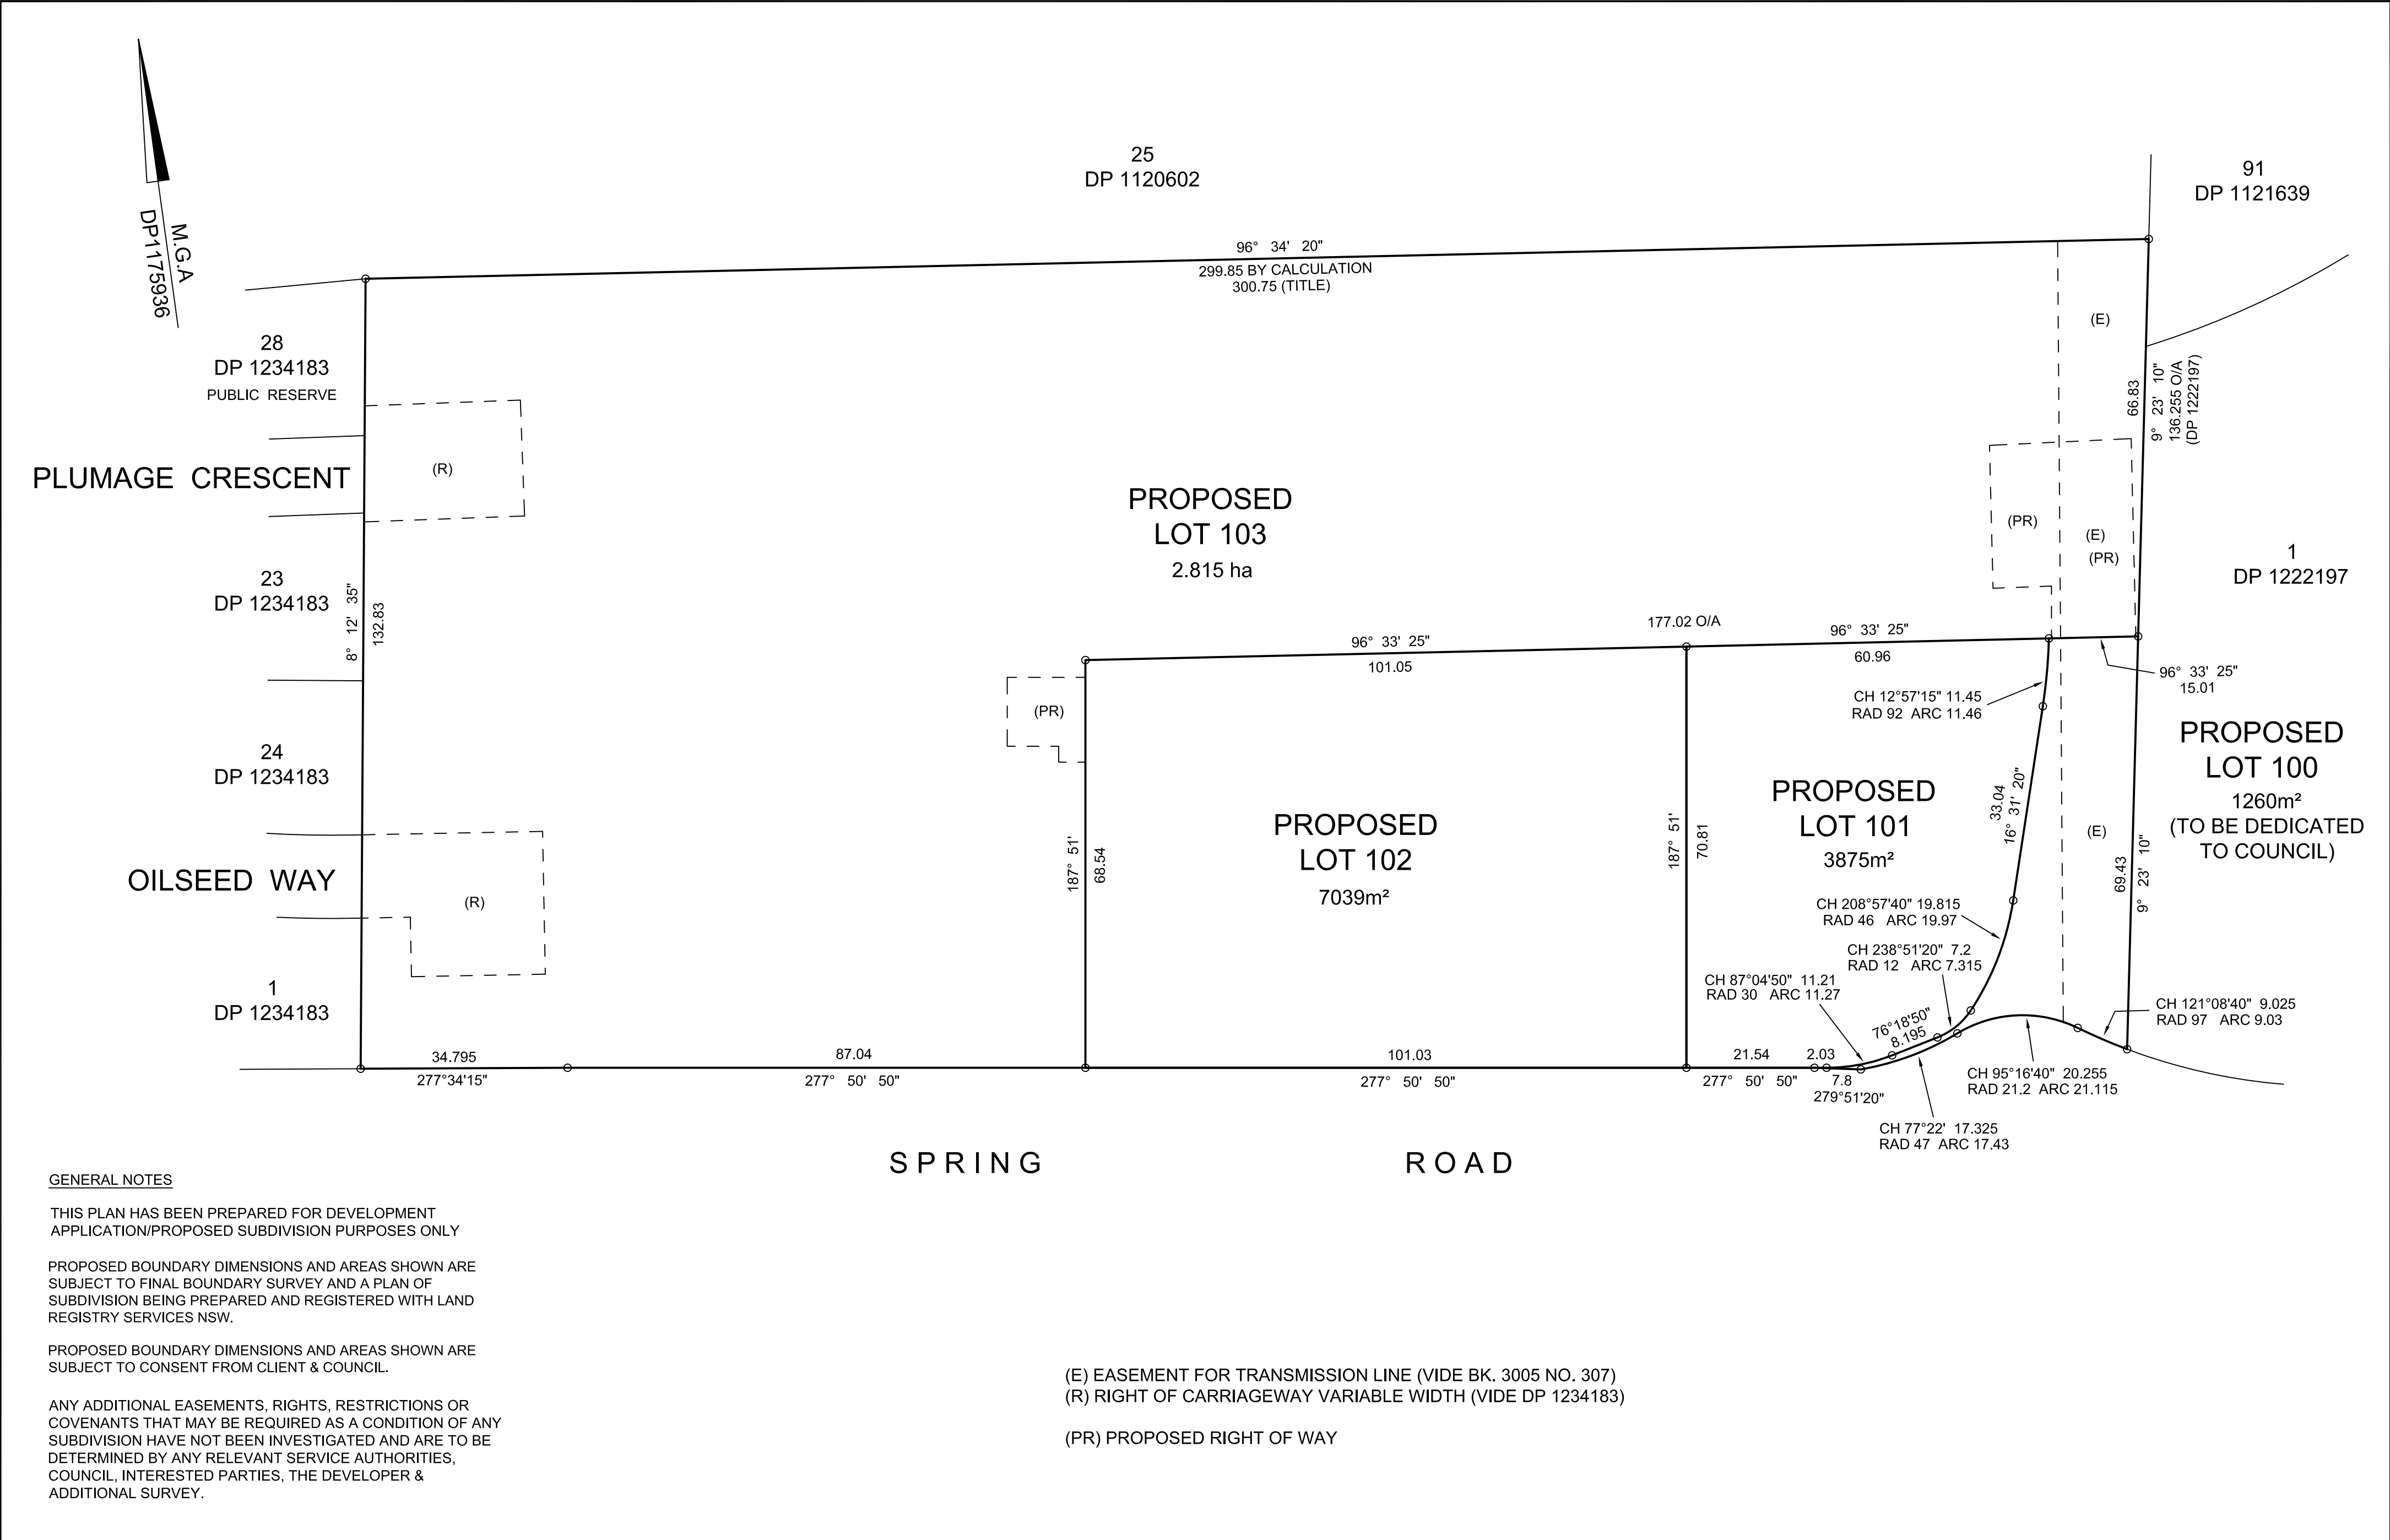 M.G.A
DP1175936
25
DP 1120602
91
DP 1121639
96° 34' 20"
299.85 BY CALCULATION
300.75 (TITLE)
(E)
28
DP 1234183
PUBLIC RESERVE
66.83
9° 23' 10"
136.255 O/A
(DP 1222197)
PLUMAGE CRESCENT
(R)
PROPOSED
LOT 103
2.815 ha
(PR)
(E)
(PR)
1
DP 1222197
23
DP 1234183
8° 12' 35"
132.83
177.02 O/A
96° 33' 25"
101.05
96° 33' 25"
60.96
96° 33' 25"
15.01
CH 12°57'15" 11.45
RAD 92 ARC 11.46
(PR)
24
DP 1234183
PROPOSED
LOT 100
1260m²
(TO BE DEDICATED
TO COUNCIL)
PROPOSED
LOT 101
3875m²
33.04
16° 31' 20"
(E)
PROPOSED
LOT 102
7039m²
187° 51'
68.54
187° 51'
70.81
69.43
9° 23' 10"
OILSEED WAY
(R)
CH 208°57'40" 19.815
RAD 46 ARC 19.97
CH 238°51'20" 7.2
RAD 12 ARC 7.315
CH 87°04'50" 11.21
RAD 30 ARC 11.27
1
DP 1234183
CH 121°08'40" 9.025
RAD 97 ARC 9.03
76°18'50"
8.195
34.795
277°34'15"
87.04
277° 50' 50"
101.03
277° 50' 50"
21.54
277° 50' 50"
2.03
7.8
279°51'20"
CH 95°16'40" 20.255
RAD 21.2 ARC 21.115
CH 77°22' 17.325
RAD 47 ARC 17.43
SPRING ROAD
GENERAL NOTES
THIS PLAN HAS BEEN PREPARED FOR DEVELOPMENT
APPLICATION/PROPOSED SUBDIVISION PURPOSES ONLY
PROPOSED BOUNDARY DIMENSIONS AND AREAS SHOWN ARE
SUBJECT TO FINAL BOUNDARY SURVEY AND A PLAN OF
SUBDIVISION BEING PREPARED AND REGISTERED WITH LAND
REGISTRY SERVICES NSW.
PROPOSED BOUNDARY DIMENSIONS AND AREAS SHOWN ARE
SUBJECT TO CONSENT FROM CLIENT & COUNCIL.
ANY ADDITIONAL EASEMENTS, RIGHTS, RESTRICTIONS OR
COVENANTS THAT MAY BE REQUIRED AS A CONDITION OF ANY
SUBDIVISION HAVE NOT BEEN INVESTIGATED AND ARE TO BE
DETERMINED BY ANY RELEVANT SERVICE AUTHORITIES,
COUNCIL, INTERESTED PARTIES, THE DEVELOPER &
ADDITIONAL SURVEY.
(E) EASEMENT FOR TRANSMISSION LINE (VIDE BK. 3005 NO. 307)
(R) RIGHT OF CARRIAGEWAY VARIABLE WIDTH (VIDE DP 1234183)
(PR) PROPOSED RIGHT OF WAY